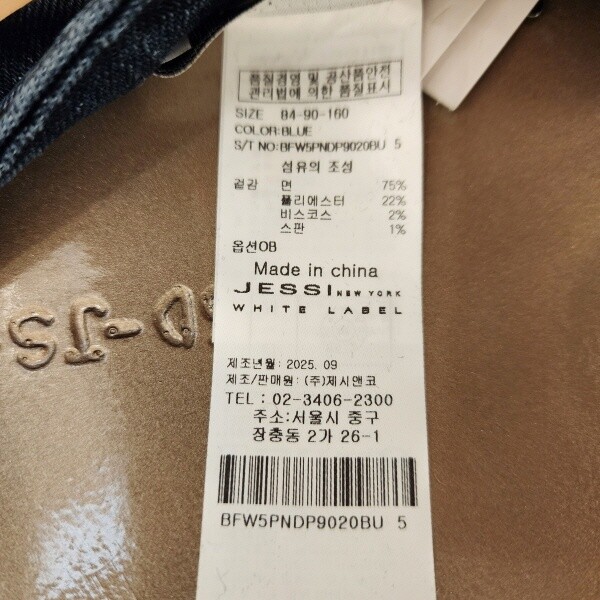 품질경영 및 공산품안전
관리법에 의한 품질표시
SIZE 84-90-160
COLOR:BLUE
S/T NO:BFW5PNDP9020BU 5
섬유의 조성
겉감 면 75%
폴리에스터 22%
비스코스 2%
스판 1%
옵션OB
Made in china
JESSI NEW YORK
WHITE LABEL
제조년월: 2025. 09
제조/판매원: (주)제시앤코
TEL : 02-3406-2300
주소:서울시 중구
장충동 2가 26-1
BFW5PNDP9020BU 5